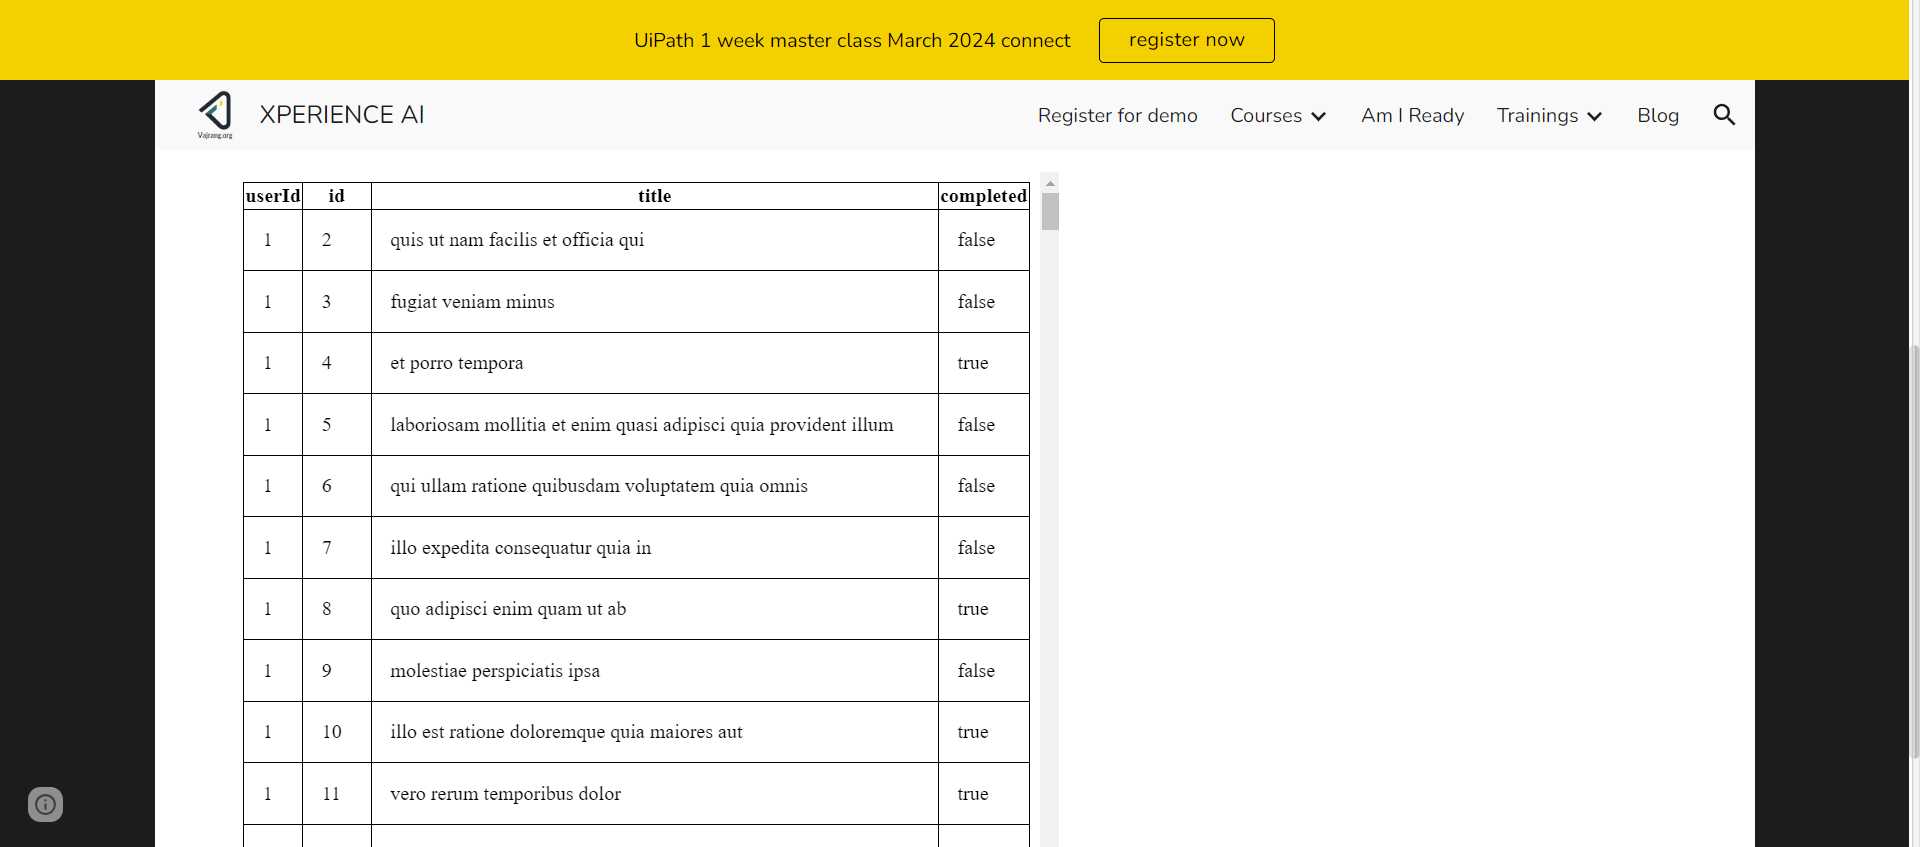 UiPath 1 week master class March 2024 connect register now
Vajrang.org
XPERIENCE AI Register for demo Courses Am I Ready Trainings Blog
userId id title completed
1 2 quis ut nam facilis et officia qui false
1 3 fugiat veniam minus false
1 4 et porro tempora true
1 5 laboriosam mollitia et enim quasi adipisci quia provident illum false
1 6 qui ullam ratione quibusdam voluptatem quia omnis false
1 7 illo expedita consequatur quia in false
1 8 quo adipisci enim quam ut ab true
1 9 molestiae perspiciatis ipsa false
1 10 illo est ratione doloremque quia maiores aut true
1 11 vero rerum temporibus dolor true